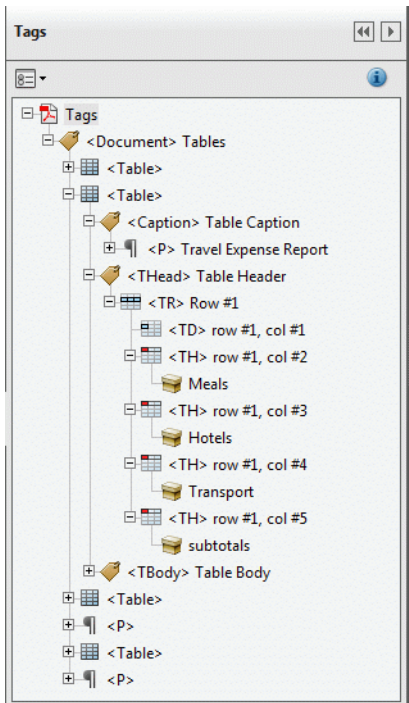 Tags
Tags
<Document> Tables
<Table>
<Table>
<Caption> Table Caption
<P> Travel Expense Report
<THead> Table Header
<TR> Row #1
<TD> row #1, col #1
<TH> row #1, col #2
Meals
<TH> row #1, col #3
Hotels
<TH> row #1, col #4
Transport
<TH> row #1, col #5
subtotals
<TBody> Table Body
<Table>
<P>
<Table>
<P>